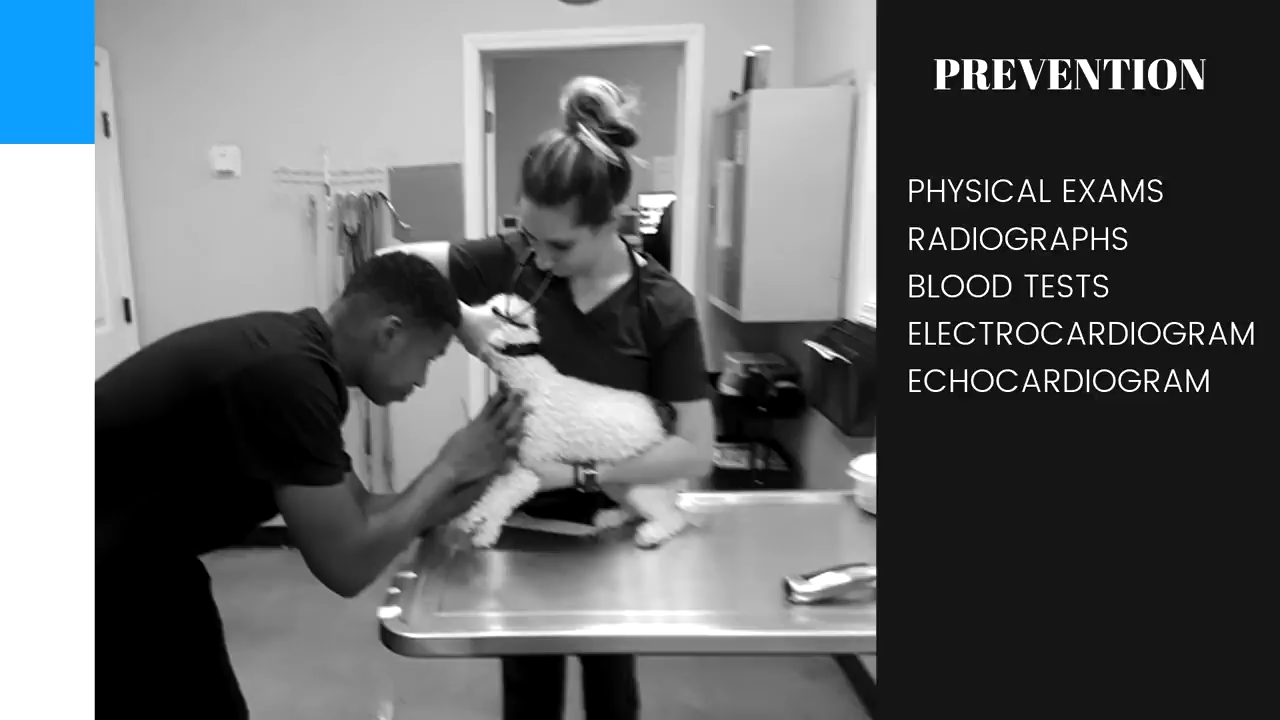 PREVENTION
PHYSICAL EXAMS
RADIOGRAPHS
BLOOD TESTS
ELECTROCARDIOGRAM
ECHOCARDIOGRAM